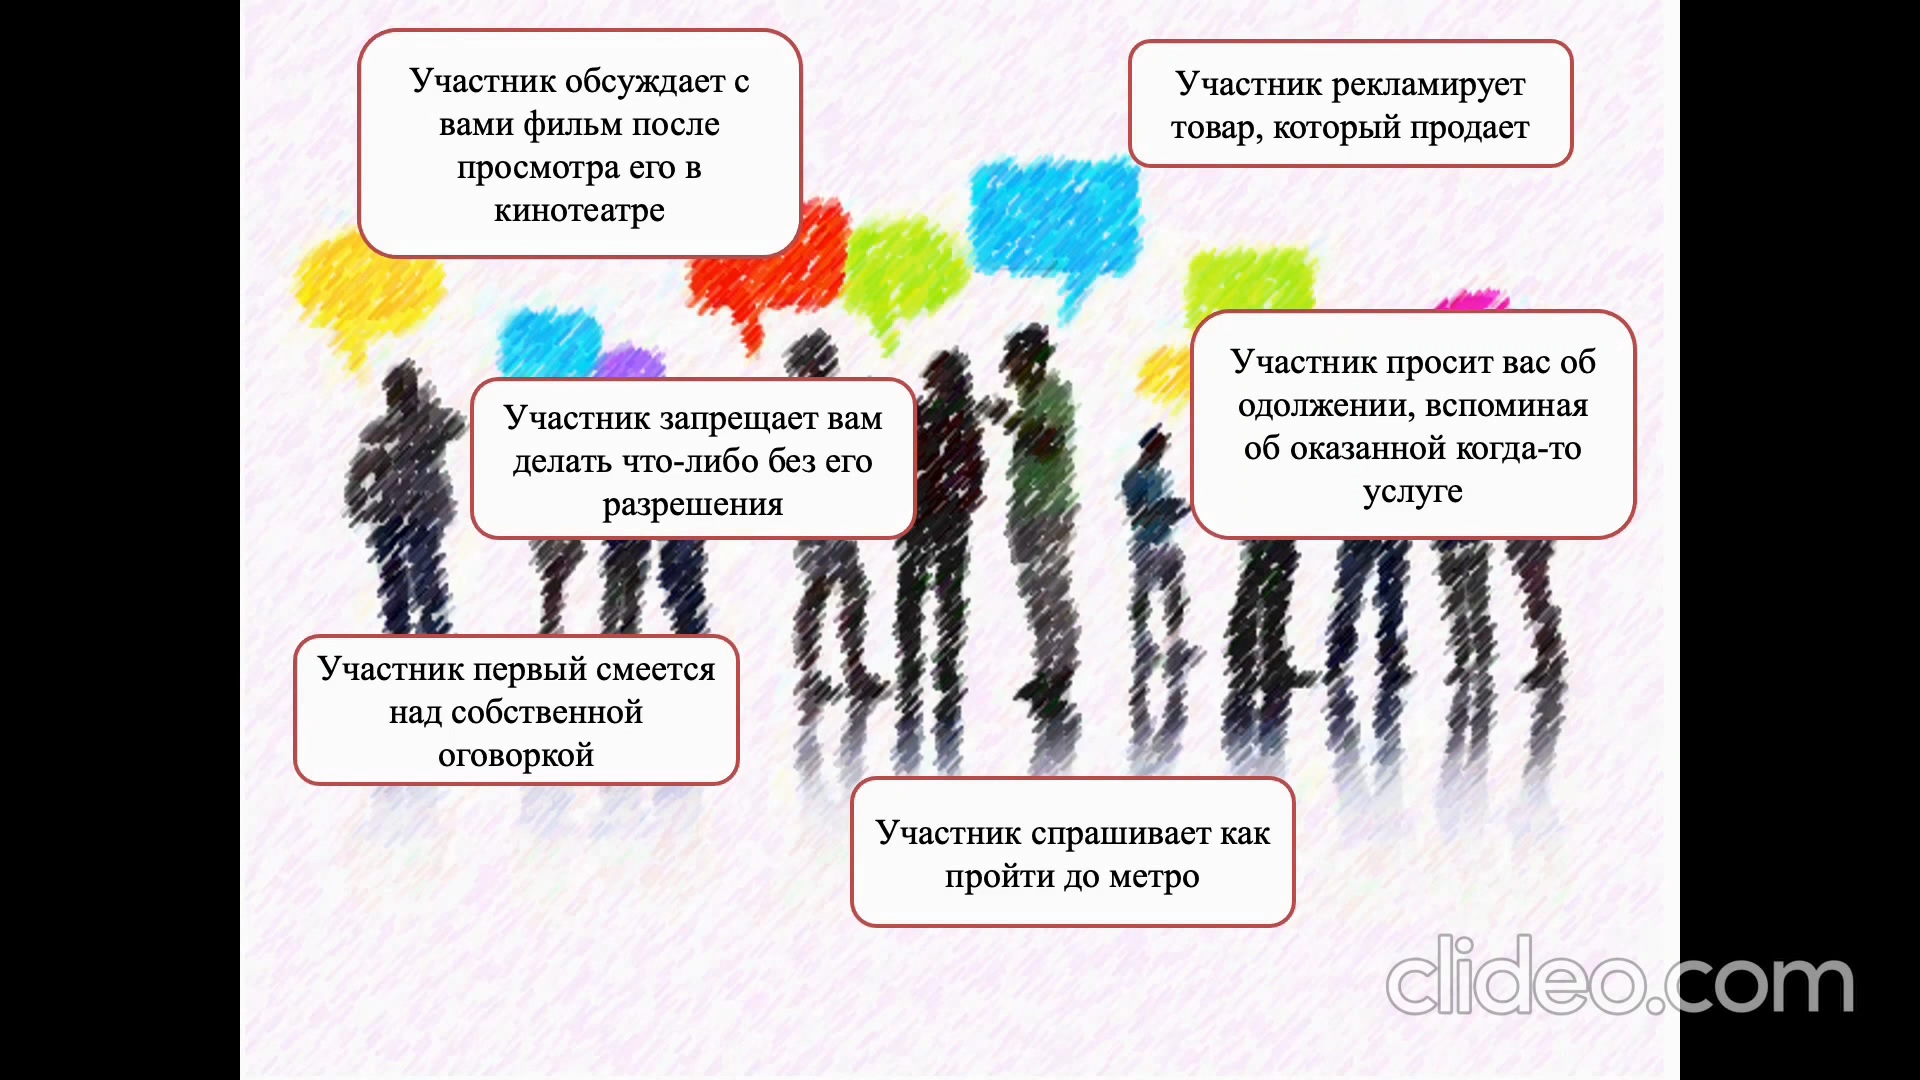 Участник обсуждает с
вами фильм после
просмотра его в
кинотеатре
Участник рекламирует
товар, который продает
Участник запрещает вам
делать что-либо без его
разрешения
Участник просит вас об
одолжении, вспоминая
об оказанной когда-то
услуге
Участник первый смеется
над собственной
оговоркой
Участник спрашивает как
пройти до метро
clideo.com